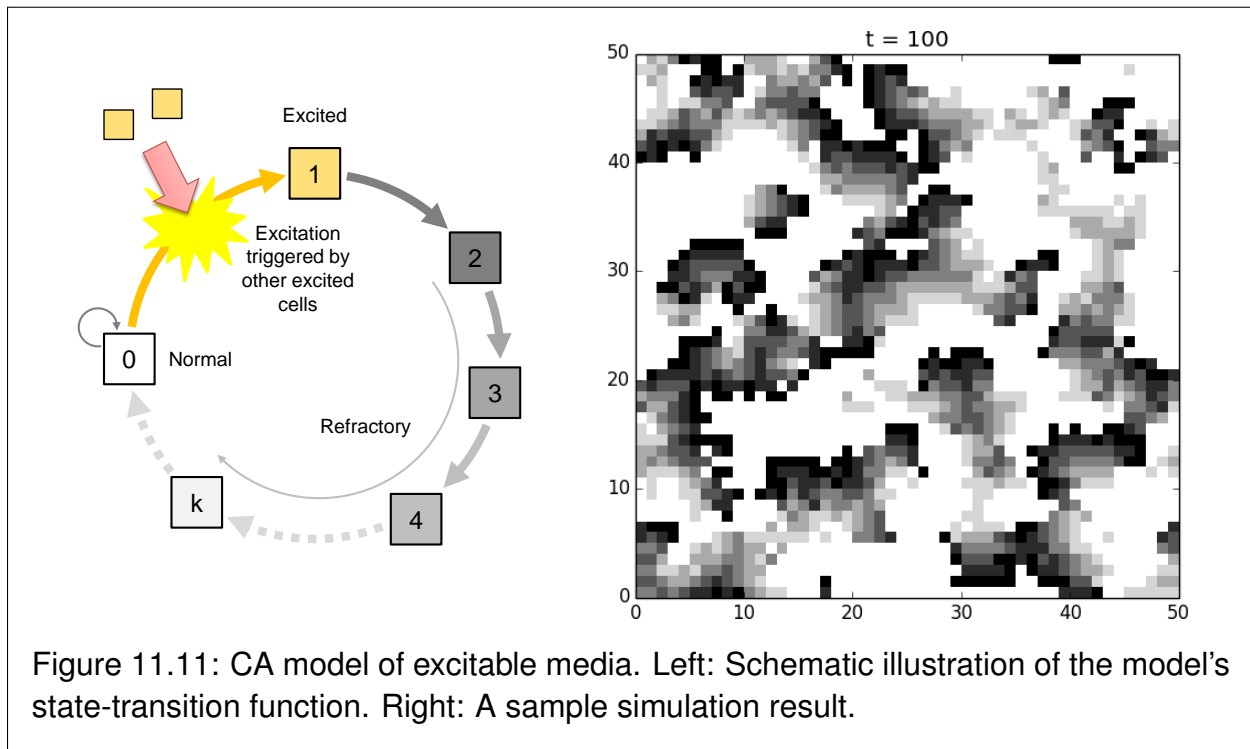 Excited
1
Excitation
triggered by
other excited
cells
2
0
Normal
3
Refractory
k
4
t = 100
50
40
30
20
10
0
0
10
20
30
40
50
Figure 11.11: CA model of excitable media. Left: Schematic illustration of the model’s
state-transition function. Right: A sample simulation result.